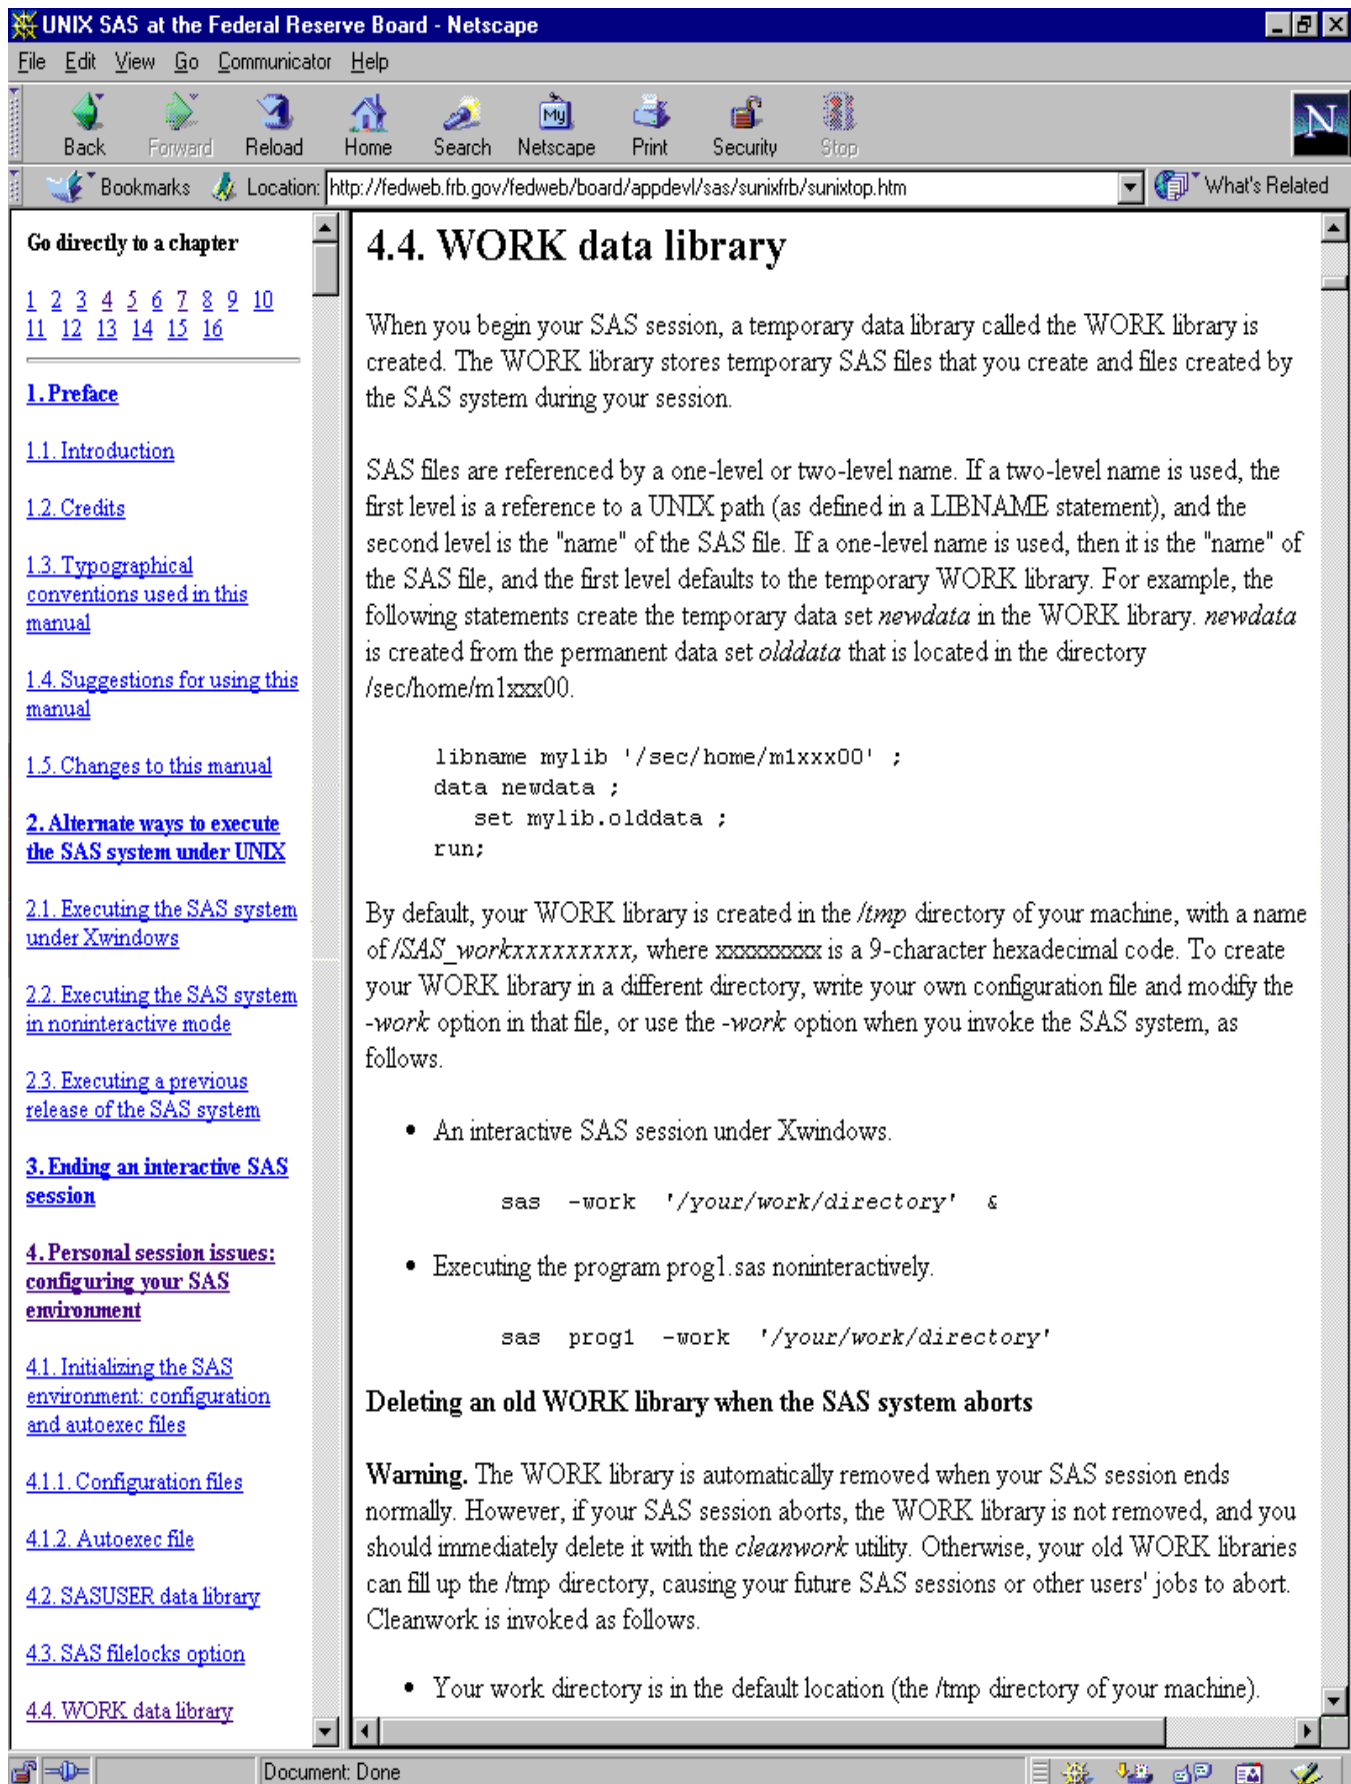 UNIX SAS at the Federal Reserve Board - Netscape
File Edit View Go Communicator Help
Back Forward Reload Home Search Netscape Print Security Stop
My
N
Bookmarks Location: http://fedweb.frb.gov/fedweb/board/appdevl/sas/sunixfrb/sunixtop.htm What's Related
Go directly to a chapter
1 2 3 4 5 6 7 8 9 10
11 12 13 14 15 16
1. Preface
1.1. Introduction
1.2. Credits
1.3. Typographical
conventions used in this
manual
1.4. Suggestions for using this
manual
1.5. Changes to this manual
2. Alternate ways to execute
the SAS system under UNIX
2.1. Executing the SAS system
under Xwindows
2.2. Executing the SAS system
in noninteractive mode
2.3. Executing a previous
release of the SAS system
3. Ending an interactive SAS
session
4. Personal session issues:
configuring your SAS
environment
4.1. Initializing the SAS
environment: configuration
and autoexec files
4.1.1. Configuration files
4.1.2. Autoexec file
4.2. SASUSER data library
4.3. SAS filelocks option
4.4. WORK data library
4.4. WORK data library
When you begin your SAS session, a temporary data library called the WORK library is
created. The WORK library stores temporary SAS files that you create and files created by
the SAS system during your session.
SAS files are referenced by a one-level or two-level name. If a two-level name is used, the
first level is a reference to a UNIX path (as defined in a LIBNAME statement), and the
second level is the "name" of the SAS file. If a one-level name is used, then it is the "name" of
the SAS file, and the first level defaults to the temporary WORK library. For example, the
following statements create the temporary data set newdata in the WORK library. newdata
is created from the permanent data set olddata that is located in the directory
/sec/home/m1xxx00.
libname mylib '/sec/home/m1xxx00' ;
data newdata ;
set mylib.olddata ;
run;
By default, your WORK library is created in the /tmp directory of your machine, with a name
of /SAS_workxxxxxxxxx, where xxxxxxxxx is a 9-character hexadecimal code. To create
your WORK library in a different directory, write your own configuration file and modify the
-work option in that file, or use the -work option when you invoke the SAS system, as
follows.
• An interactive SAS session under Xwindows.
sas -work '/your/work/directory' &
• Executing the program prog1.sas noninteractively.
sas prog1 -work '/your/work/directory'
Deleting an old WORK library when the SAS system aborts
Warning. The WORK library is automatically removed when your SAS session ends
normally. However, if your SAS session aborts, the WORK library is not removed, and you
should immediately delete it with the cleanwork utility. Otherwise, your old WORK libraries
can fill up the /tmp directory, causing your future SAS sessions or other users' jobs to abort.
Cleanwork is invoked as follows.
• Your work directory is in the default location (the /tmp directory of your machine).
Document: Done